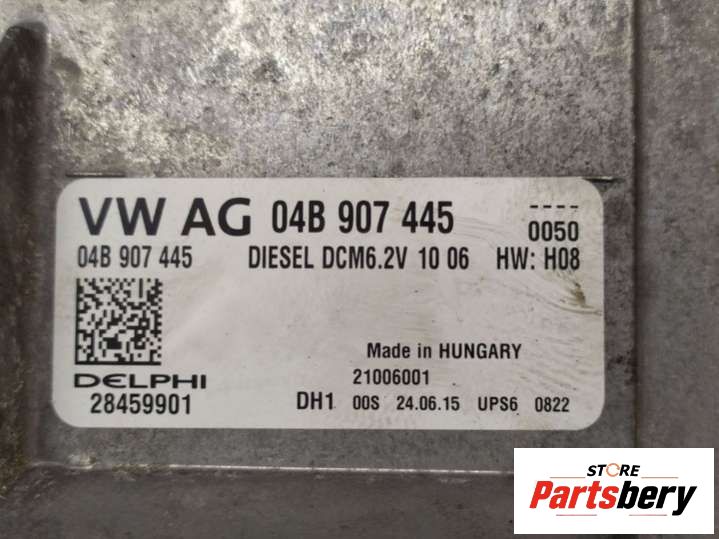 VW AG 04B 907 445 ----
0050
04B 907 445 DIESEL DCM6.2V 10 06 HW: H08
Made in HUNGARY
DELPHI 21006001
28459901 DH1 00S 24.06.15 UPS6 0822
STORE
Partsbery